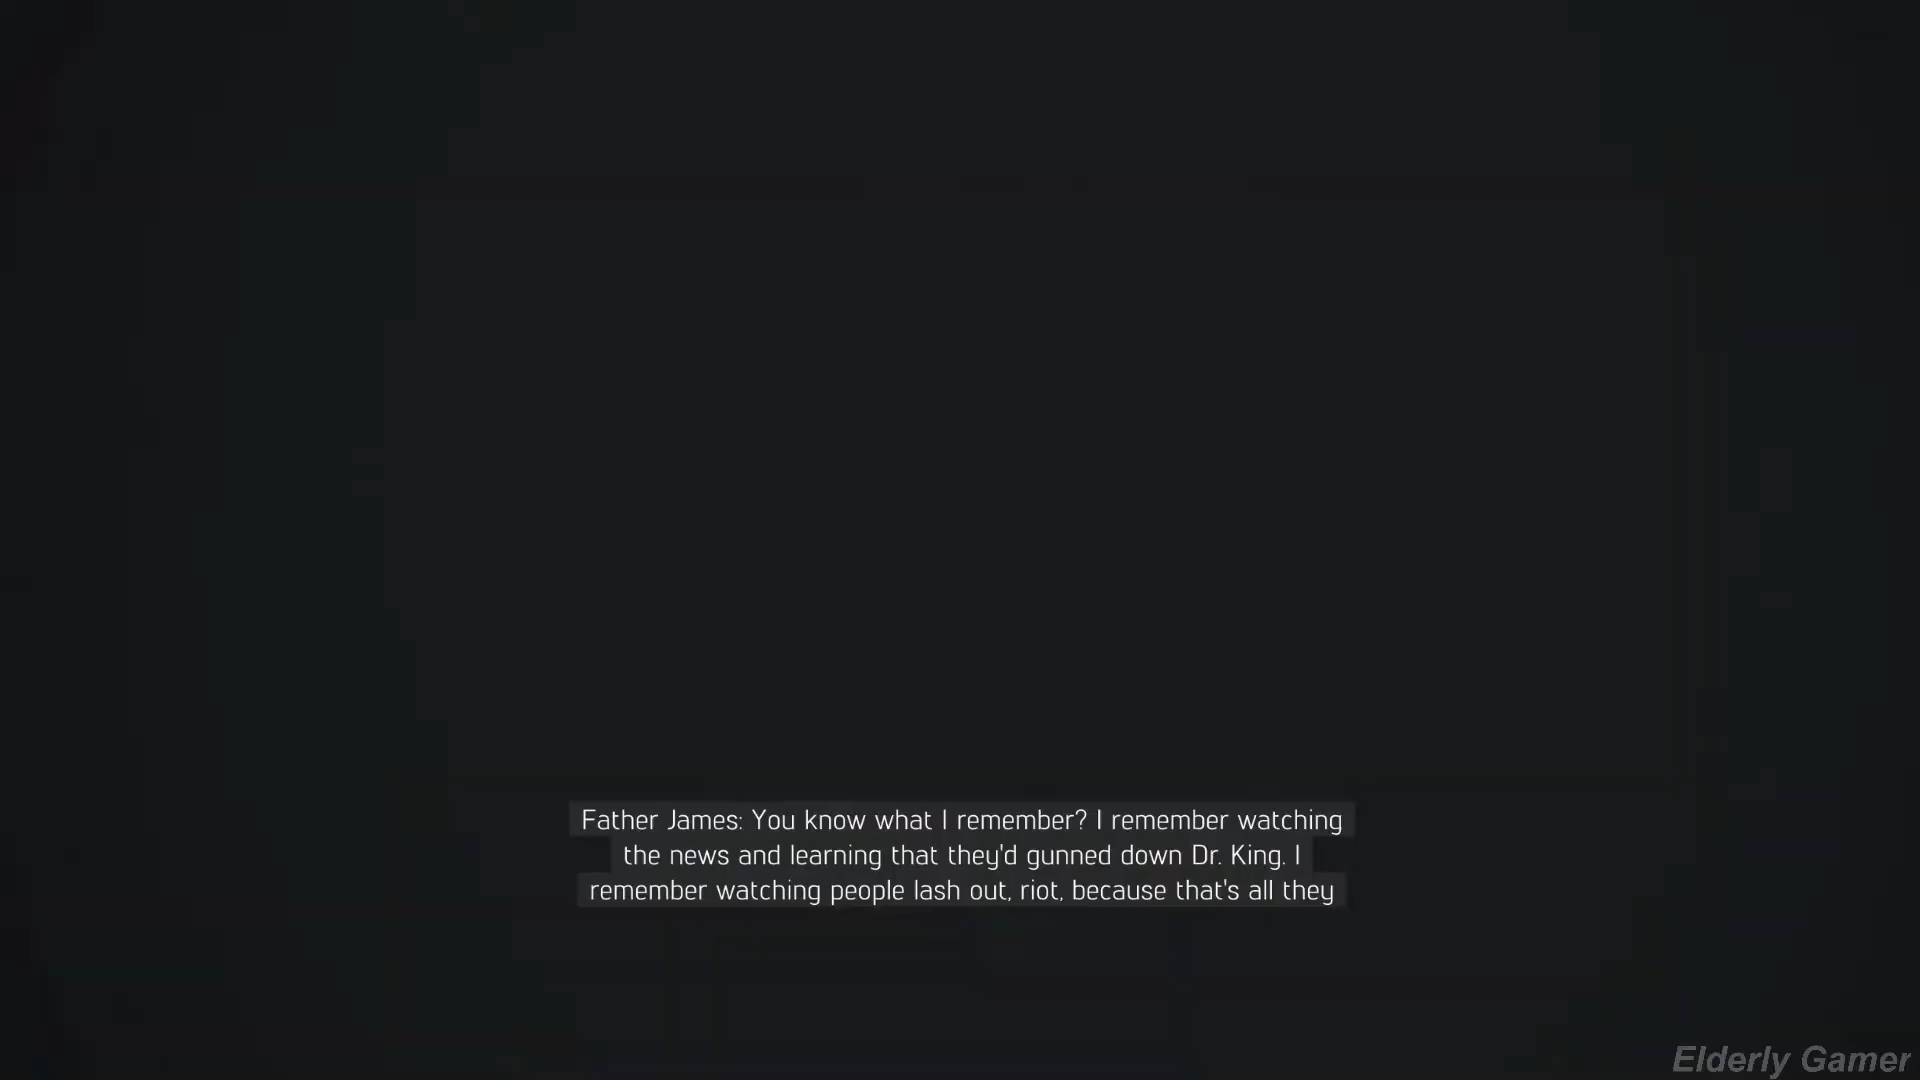 Father James: You know what I remember? I remember watching
the news and learning that they'd gunned down Dr. King. I
remember watching people lash out, riot, because that's all they
Elderly Gamer